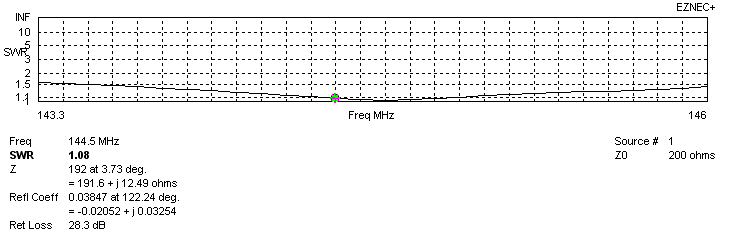 EZNEC+
INF
10
5
SWR
3
2
1.5
1.1
143.3 Freq MHz 146
Freq 144.5 MHz Source # 1
SWR 1.08 Z0 200 ohms
Z 192 at 3.73 deg.
= 191.6 + j 12.49 ohms
Refl Coeff 0.03847 at 122.24 deg.
= -0.02052 + j 0.03254
Ret Loss 28.3 dB